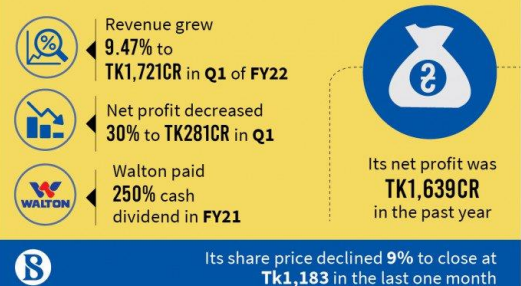 Revenue grew
9.47% to
TK1,721CR in Q1 of FY22
Net profit decreased
30% to TK281CR in Q1
WALTON
Walton paid
250% cash
dividend in FY21
Its net profit was
TK1,639CR
in the past year
Its share price declined 9% to close at
Tk1,183 in the last one month